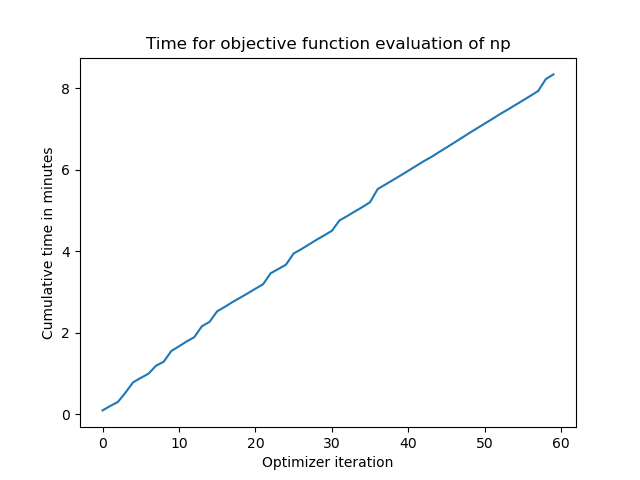 Time for objective function evaluation of np
Cumulative time in minutes
8
6
4
2
0
0 10 20 30 40 50 60
Optimizer iteration